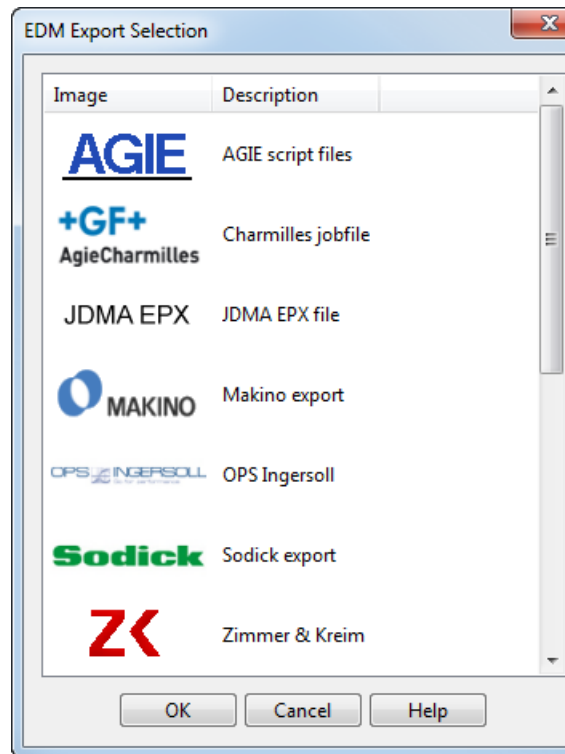 EDM Export Selection
Image Description
AGIE AGIE script files
+GF+
AgieCharmilles Charmilles jobfile
JDMA EPX JDMA EPX file
MAKINO Makino export
OPS INGERSOLL OPS Ingersoll
Sodick Sodick export
ZK Zimmer & Kreim
OK Cancel Help